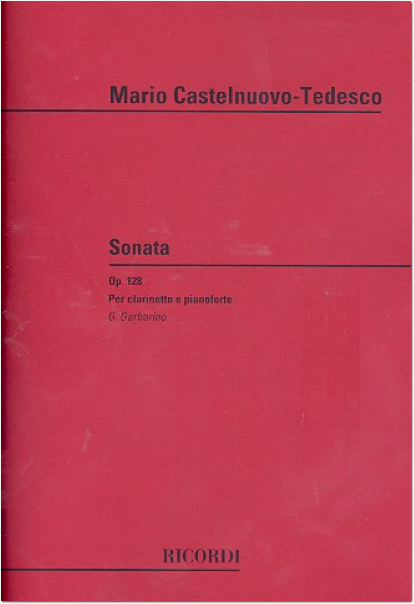 Mario Castelnuovo-Tedesco
Sonata
Op. 128
Per clarinetto e pianoforte
G. Garbarino
RICORDI